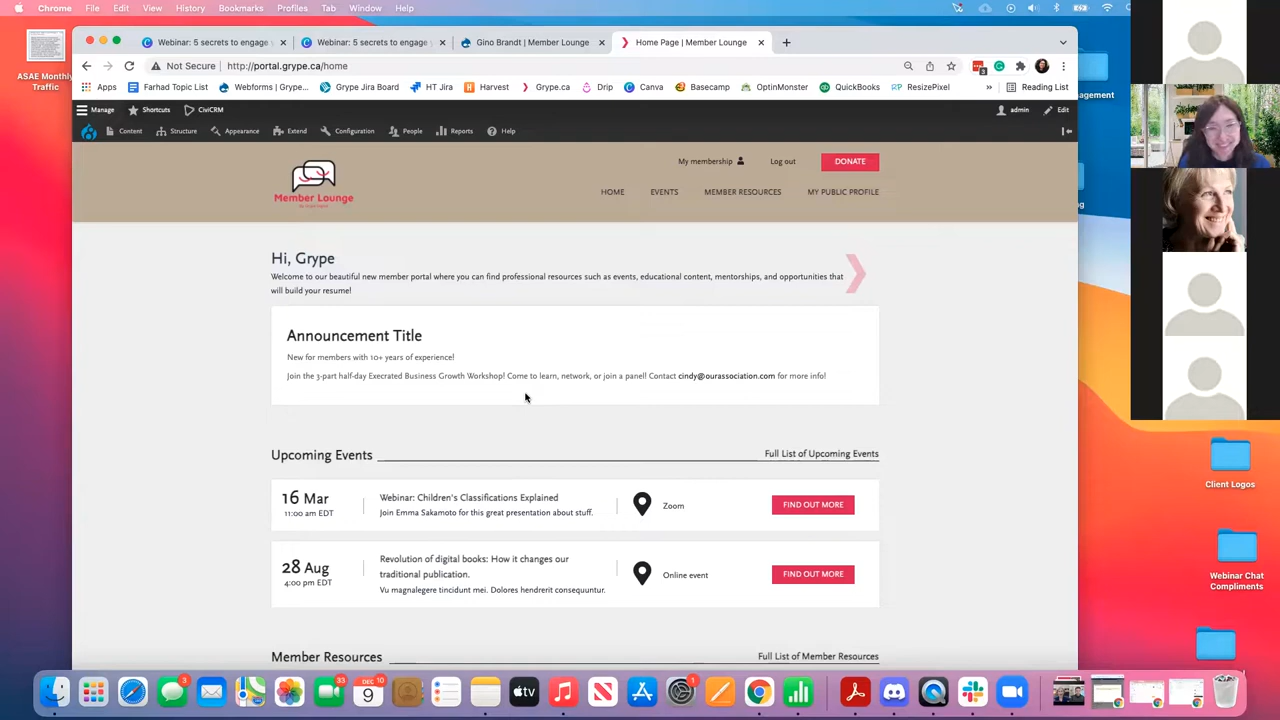 Chrome File Edit View History Bookmarks Profiles Tab Window Help
ASAE Monthly
Traffic
Webinar: 5 secrets to engage
Webinar: 5 secrets to engage
Brandt | Member Lounge
Home Page | Member Lounge
Not Secure http://portal.grype.ca/home
3
Apps Farhad Topic List Webforms | Grype... Grype Jira Board HT Jira Harvest Grype.ca Drip Canva Basecamp OptinMonster QuickBooks ResizePixel » Reading List
Manage Shortcuts CiviCRM admin Edit
Content Structure Appearance Extend Configuration People Reports Help
My membership Log out DONATE
Member Lounge
HOME EVENTS MEMBER RESOURCES MY PUBLIC PROFILE
Hi, Grype
Welcome to our beautiful new member portal where you can find professional resources such as events, educational content, mentorships, and opportunities that
will build your resume!
Announcement Title
New for members with 10+ years of experience!
Join the 3-part half-day Execrated Business Growth Workshop! Come to learn, network, or join a panel! Contact cindy@ourassociation.com for more info!
Upcoming Events
Full List of Upcoming Events
16 Mar
11:00 am EDT
Webinar: Children's Classifications Explained
Join Emma Sakamoto for this great presentation about stuff.
Zoom
FIND OUT MORE
28 Aug
4:00 pm EDT
Revolution of digital books: How it changes our
traditional publication.
Vu magnalegere tincidunt mei. Dolores hendrerit consequuntur.
Online event
FIND OUT MORE
Member Resources
Full List of Member Resources
agement
Client Logos
Webinar Chat
Compliments
3
33
DEC
9
10
tv
1